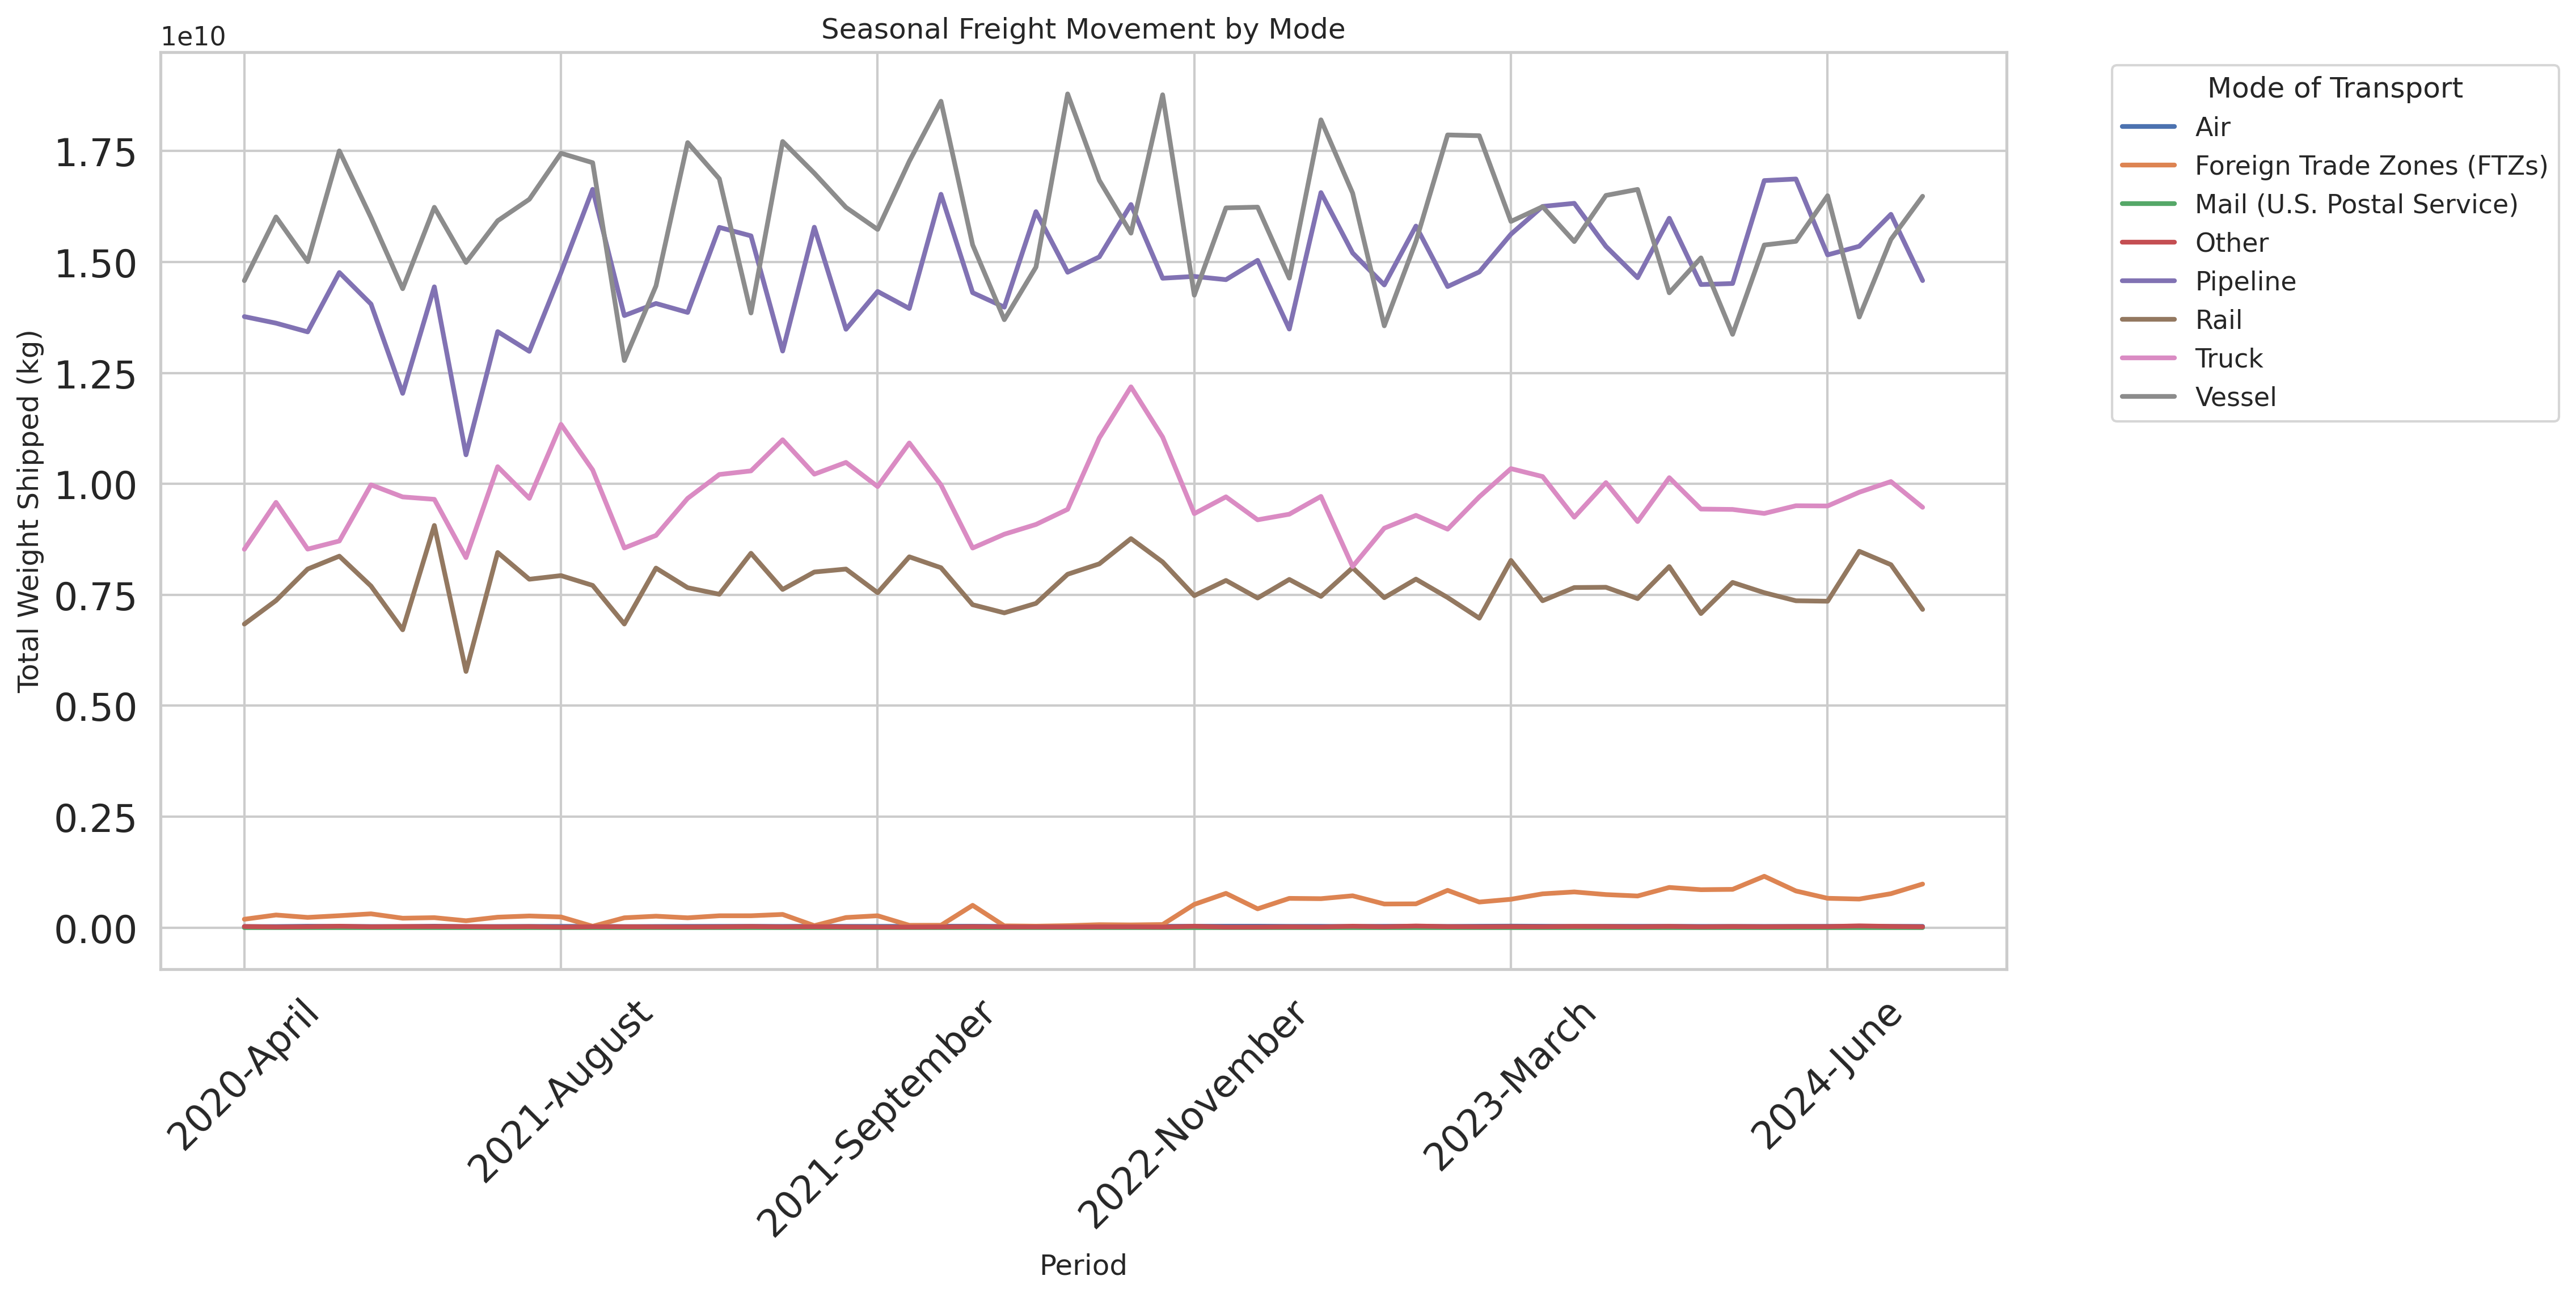 Seasonal Freight Movement by Mode
1e10
1.75
1.50
1.25
1.00
0.75
0.50
0.25
0.00
Total Weight Shipped (kg)
2020-April
2021-August
2021-September
2022-November
2023-March
2024-June
Period
Mode of Transport
Air
Foreign Trade Zones (FTZs)
Mail (U.S. Postal Service)
Other
Pipeline
Rail
Truck
Vessel